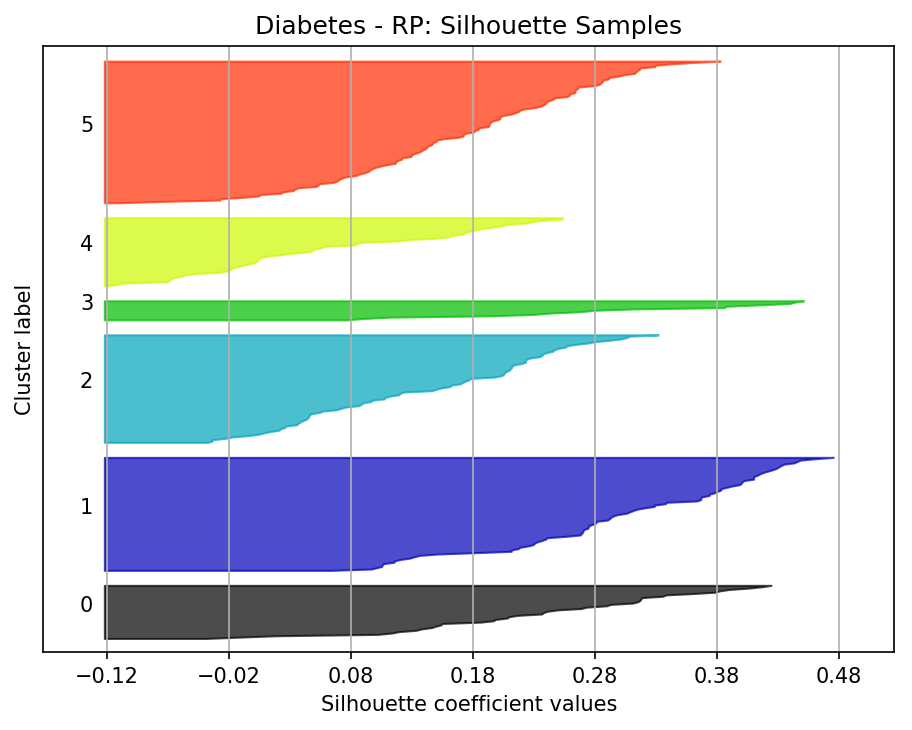 Diabetes - RP: Silhouette Samples
Cluster label
5
4
3
2
1
0
−0.12 −0.02 0.08 0.18 0.28 0.38 0.48
Silhouette coefficient values